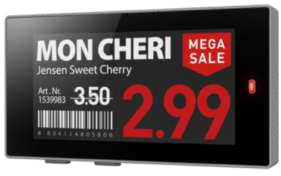 MON CHERI
MEGA
SALE
Jensen Sweet Cherry
Art. Nr.
1539983
3.50
2.99